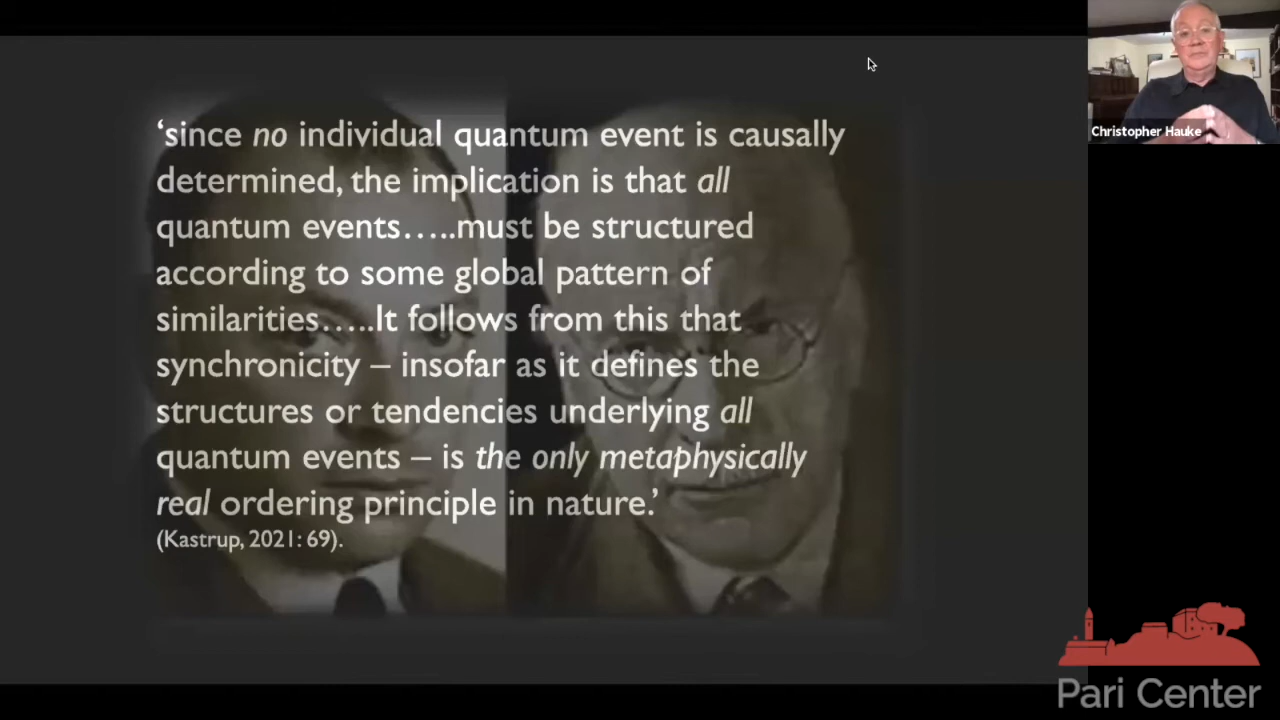 ‘since no individual quantum event is causally
determined, the implication is that all
quantum events…..must be structured
according to some global pattern of
similarities…..It follows from this that
synchronicity – insofar as it defines the
structures or tendencies underlying all
quantum events – is the only metaphysically
real ordering principle in nature.’
(Kastrup, 2021: 69).
Christopher Hauke
Pari Center